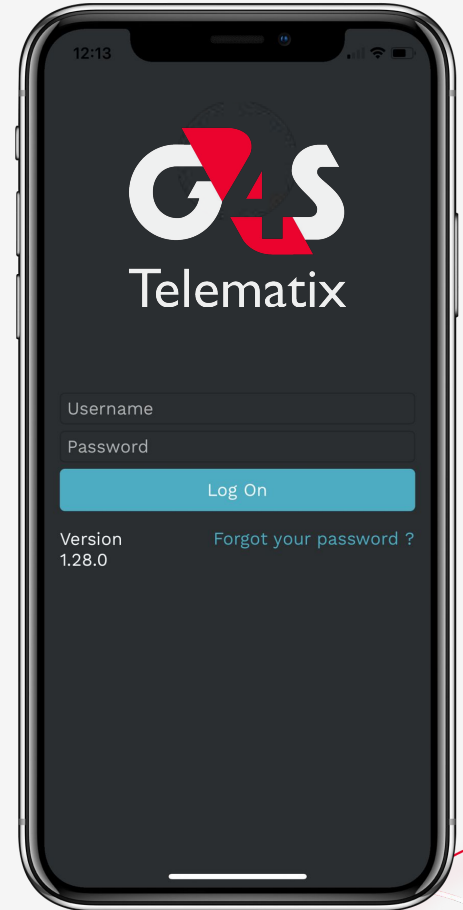 12:13
G4S
Telematix
Username
Password
Log On
Version
1.28.0
Forgot your password ?